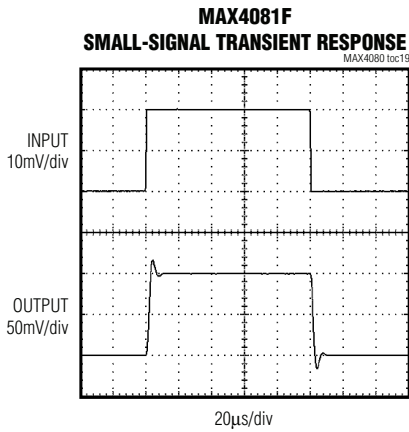 MAX4081F
SMALL-SIGNAL TRANSIENT RESPONSE
MAX4080 toc19
INPUT
10mV/div
OUTPUT
50mV/div
20μs/div